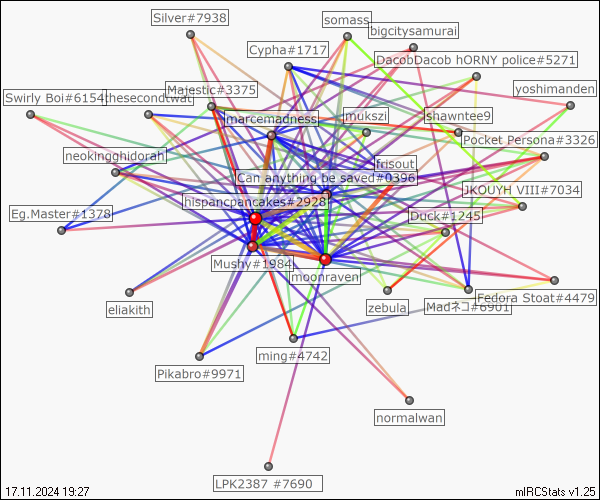 Silver#7938
somass
bigcitysamurai
Cypha#1717
DacobDacob hORNY police#5271
Majestic#3375
yoshimanden
Swirly Boi#6154
thesecondtwat
marcemadness
mukszi
shawntee9
Pocket Persona#3326
neokingghidorah
frisout
Can anything be saved#0396
JKOUYH VIII#7034
hispancpancakes#2928
Eg.Master#1378
Duck#1245
Mushy#1984
moonraven
eliakith
zebula
Madネコ#6901
Fedora Stoat#4479
ming#4742
Pikabro#9971
normalwan
LPK2387 #7690
17.11.2024 19:27
mIRCStats v1.25